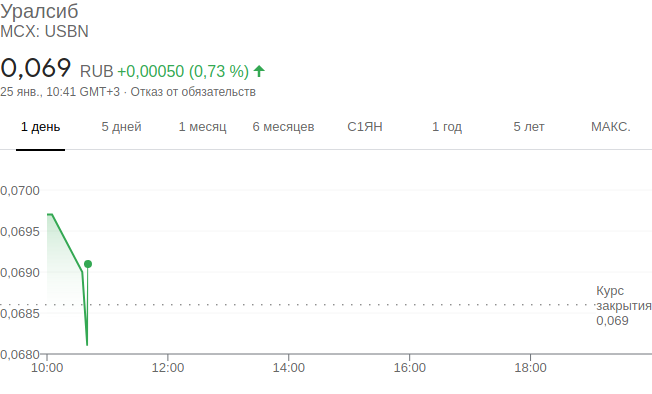 Уралсиб
MCX: USBN
0,069 RUB +0,00050 (0,73 %)
25 янв., 10:41 GMT+3 · Отказ от обязательств
1 день 5 дней 1 месяц 6 месяцев С1ЯН 1 год 5 лет МАКС.
0,0700
0,0695
0,0690
Курс
закрытия
0,069
0,0685
0,0680
10:00 12:00 14:00 16:00 18:00